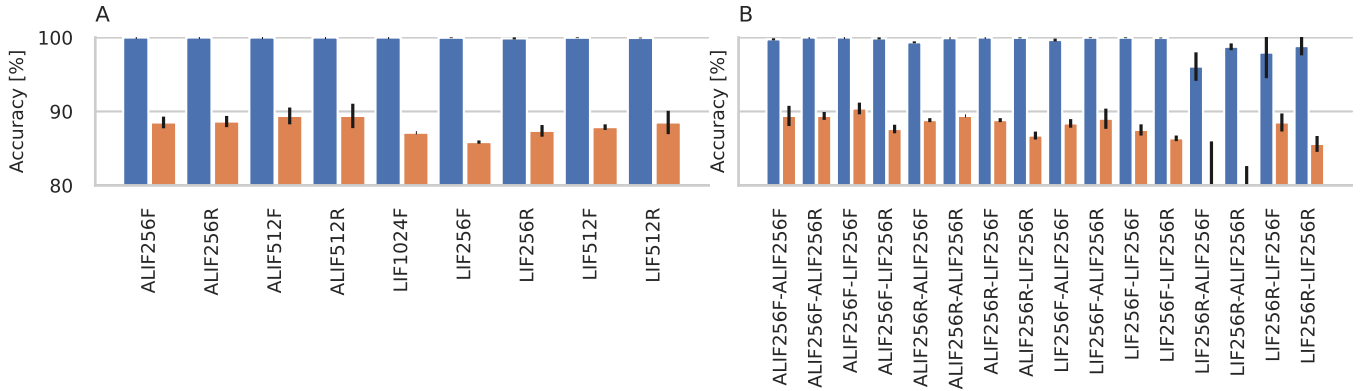 A
Accuracy [%]
100
90
80
ALIF256F
ALIF256R
ALIF512F
ALIF512R
LIF1024F
LIF256F
LIF256R
LIF512F
LIF512R
B
Accuracy [%]
ALIF256F-ALIF256F
ALIF256F-ALIF256R
ALIF256F-LIF256F
ALIF256F-LIF256R
ALIF256R-ALIF256F
ALIF256R-ALIF256R
ALIF256R-LIF256F
ALIF256R-LIF256R
LIF256F-ALIF256F
LIF256F-ALIF256R
LIF256F-LIF256F
LIF256F-LIF256R
LIF256R-ALIF256F
LIF256R-ALIF256R
LIF256R-LIF256F
LIF256R-LIF256R